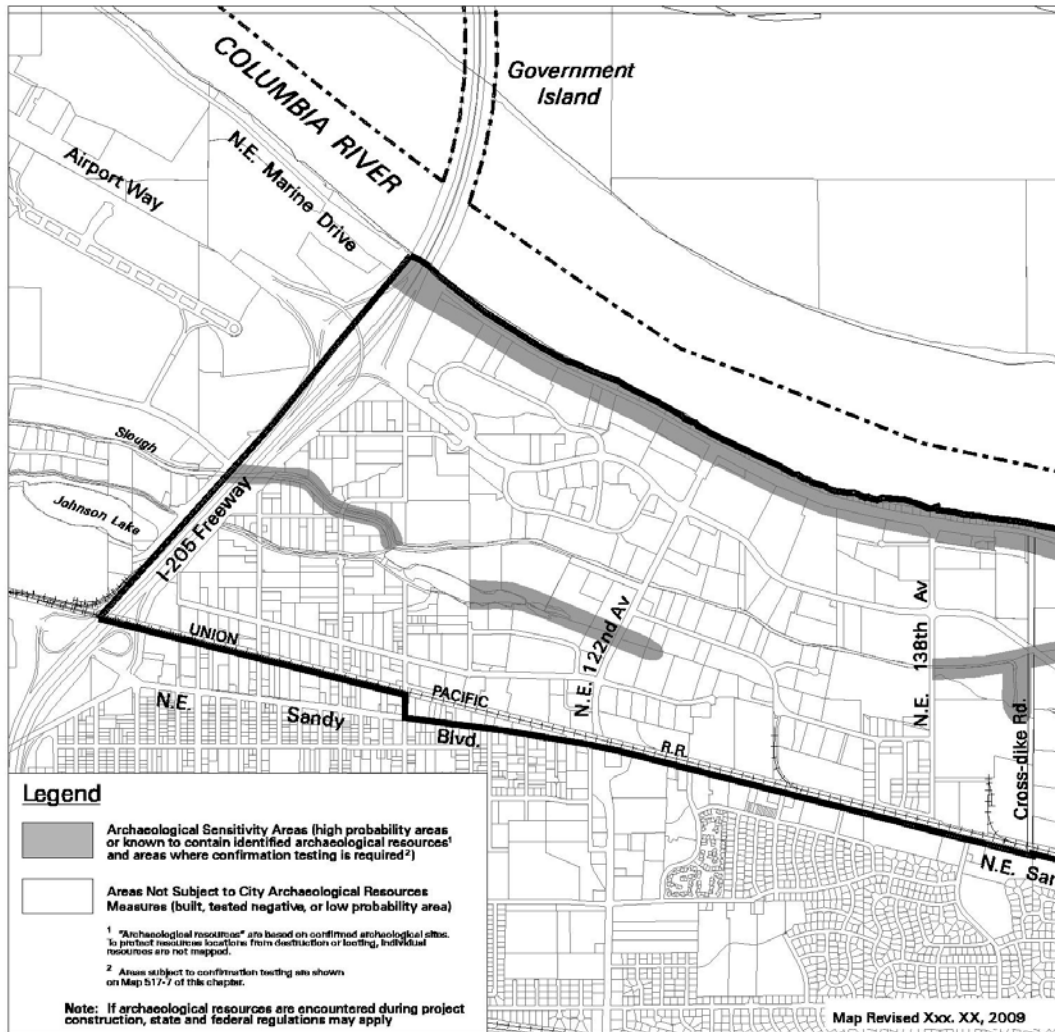 COLUMBIA RIVER
Government
Island
N.E. Marine Drive
Airport Way
Slough
Johnson Lake
I-205 Freeway
UNION
PACIFIC
R.R.
N.E.
Sandy
Blvd.
N.E. 122nd Av
N.E. 138th Av
Cross-dike Rd.
N.E. San
Legend
Archaeological Sensitivity Areas (high probability areas
or known to contain identified archaeological resources¹
and areas where confirmation testing is required²)
Areas Not Subject to City Archaeological Resources
Measures (built, tested negative, or low probability area)
1 "Archaeological resources" are based on confirmed archaeological sites.
To protect resources locations from destruction or looting, individual
resources are not mapped.
2 Areas subject to confirmation testing are shown
on Map 517-7 of this chapter.
Note: If archaeological resources are encountered during project
construction, state and federal regulations may apply
Map Revised Xxx. XX, 2009